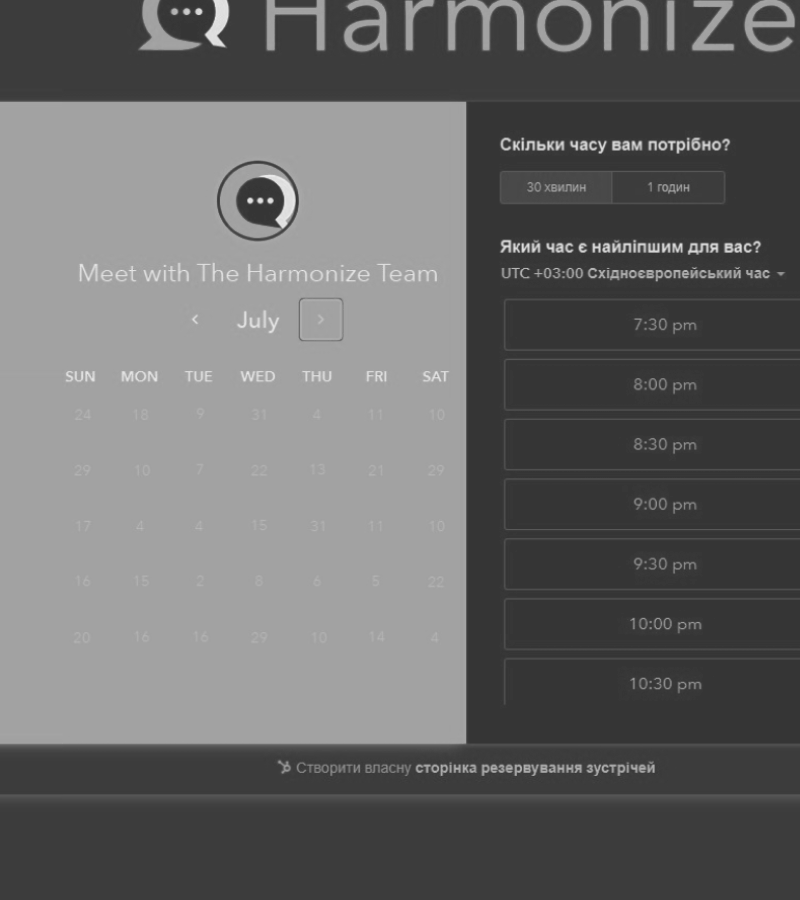 Harmonize
Meet with The Harmonize Team
July
SUN MON TUE WED THU FRI SAT
24 18 9 31 4 11 10
29 10 7 22 13 21 29
17 4 4 15 31 11 10
16 15 2 8 6 5 22
20 16 16 29 10 14 4
Скільки часу вам потрібно?
30 хвилин 1 годин
Який час є найліпшим для вас?
UTC +03:00 Східноєвропейський час
7:30 pm
8:00 pm
8:30 pm
9:00 pm
9:30 pm
10:00 pm
10:30 pm
Створити власну сторінка резервування зустрічей